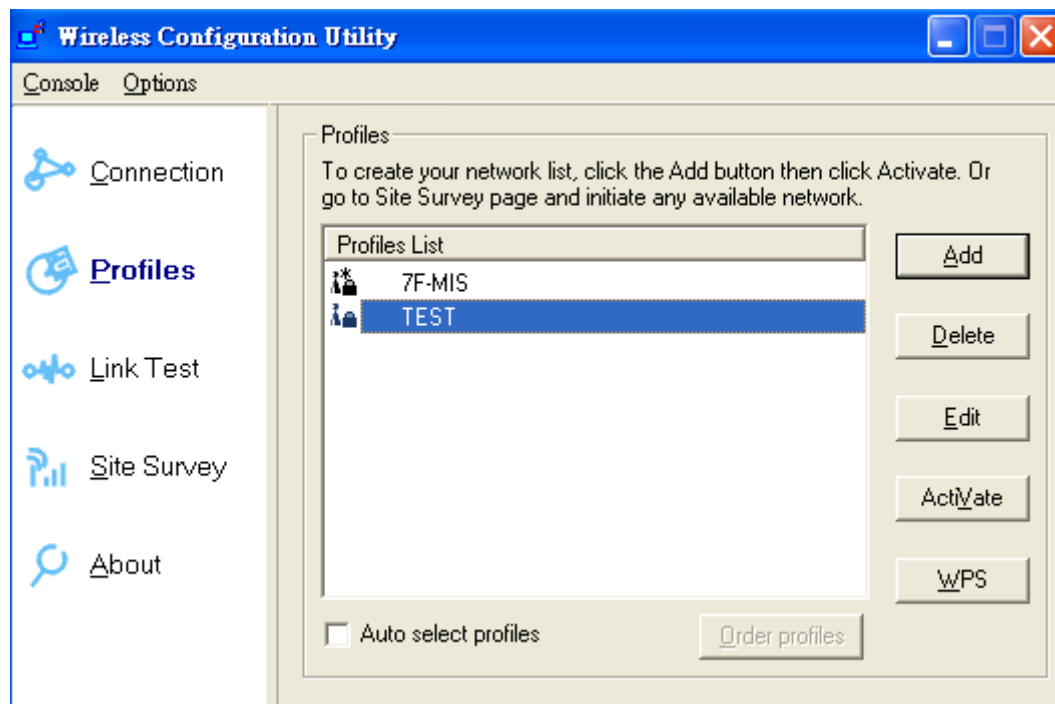 Wireless Configuration Utility
Console Options
Connection
Profiles
Link Test
Site Survey
About
Profiles
To create your network list, click the Add button then click Activate. Or
go to Site Survey page and initiate any available network.
Profiles List
7F-MIS
TEST
Add
Delete
Edit
ActiVate
WPS
Auto select profiles
Order profiles